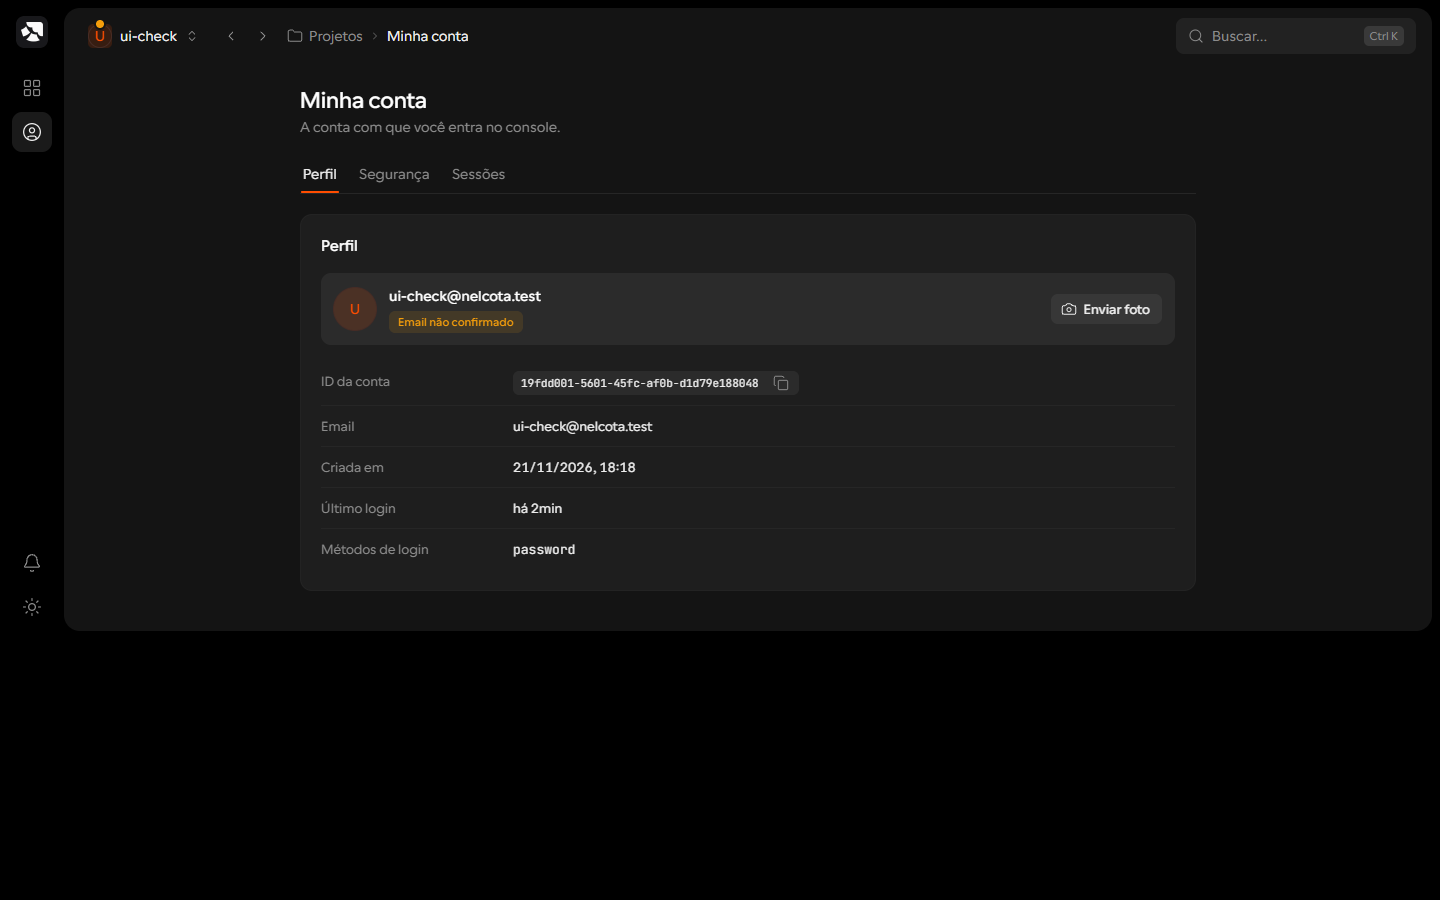 U ui-check
Projetos > Minha conta
Buscar... Ctrl K
Minha conta
A conta com que você entra no console.
Perfil Segurança Sessões
Perfil
U
ui-check@nelcota.test
Email não confirmado
Enviar foto
ID da conta 19fdd001-5601-45fc-af0b-d1d79e188048
Email ui-check@nelcota.test
Criada em 21/11/2026, 18:18
Último login há 2min
Métodos de login password